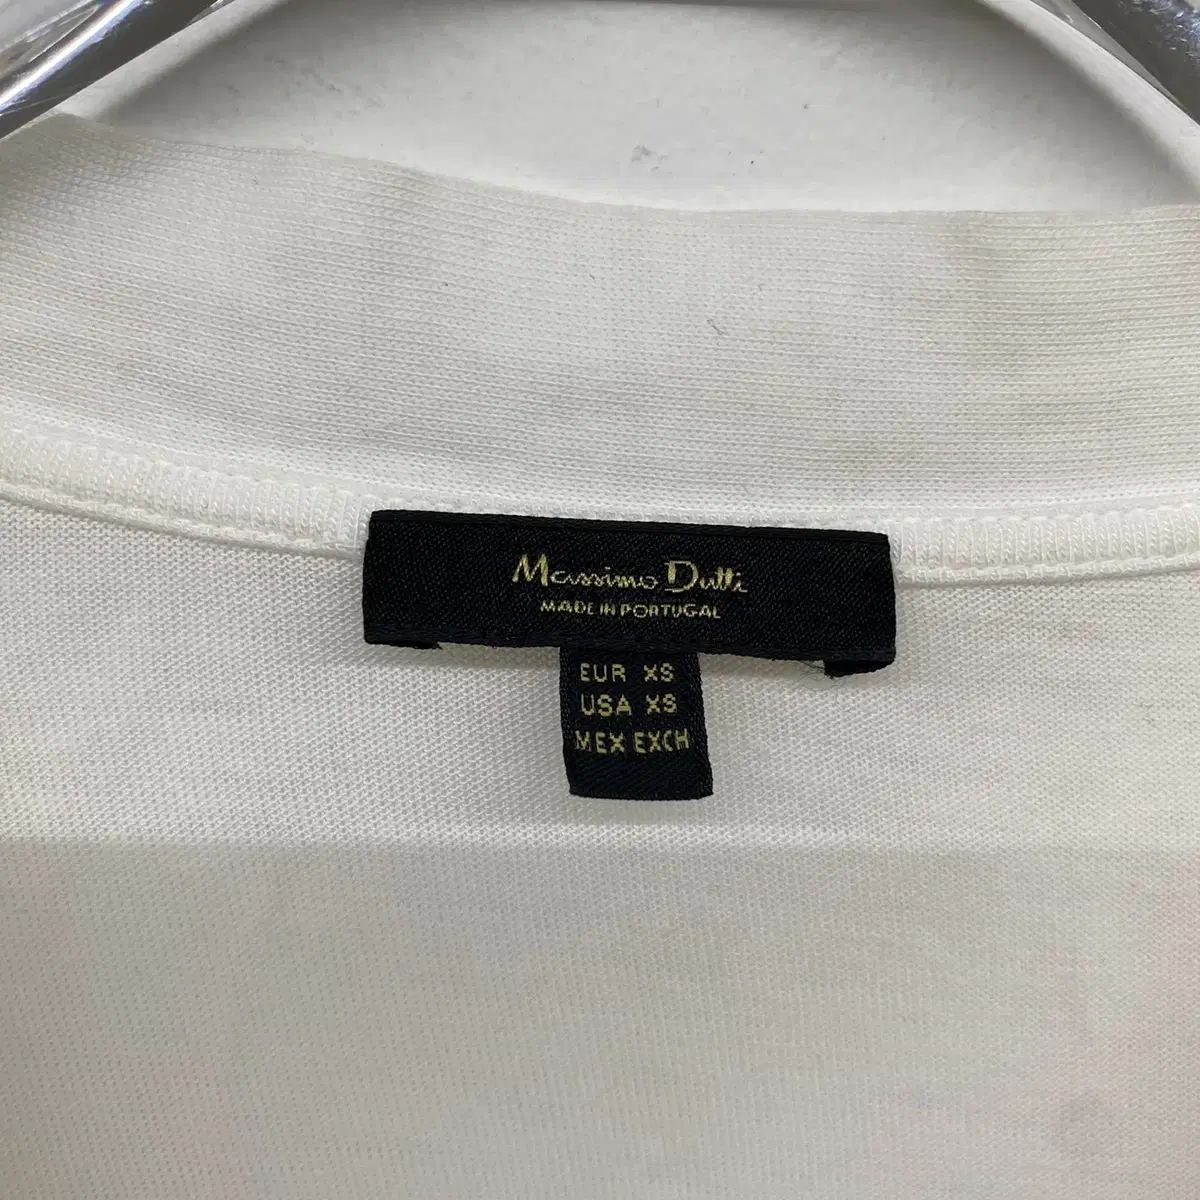 Massimo Dutti
MADE IN PORTUGAL
EUR XS
USA XS
MEX EXCH